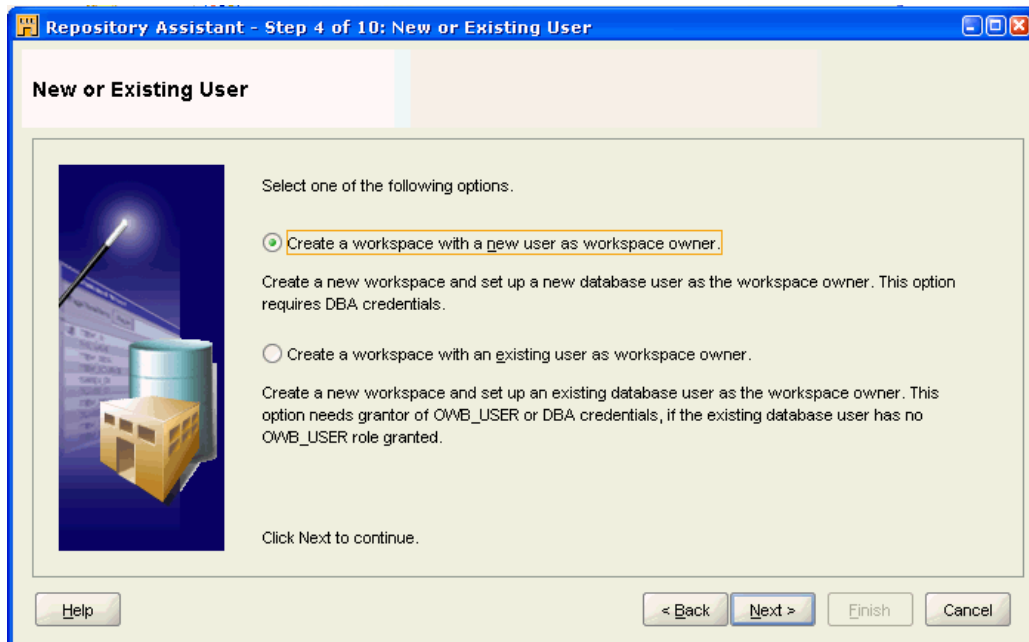 Repository Assistant - Step 4 of 10: New or Existing User
New or Existing User
Select one of the following options.
Create a workspace with a new user as workspace owner.
Create a new workspace and set up a new database user as the workspace owner. This option
requires DBA credentials.
Create a workspace with an existing user as workspace owner.
Create a new workspace and set up an existing database user as the workspace owner. This
option needs grantor of OWB_USER or DBA credentials, if the existing database user has no
OWB_USER role granted.
Click Next to continue.
Help
< Back
Next >
Finish
Cancel